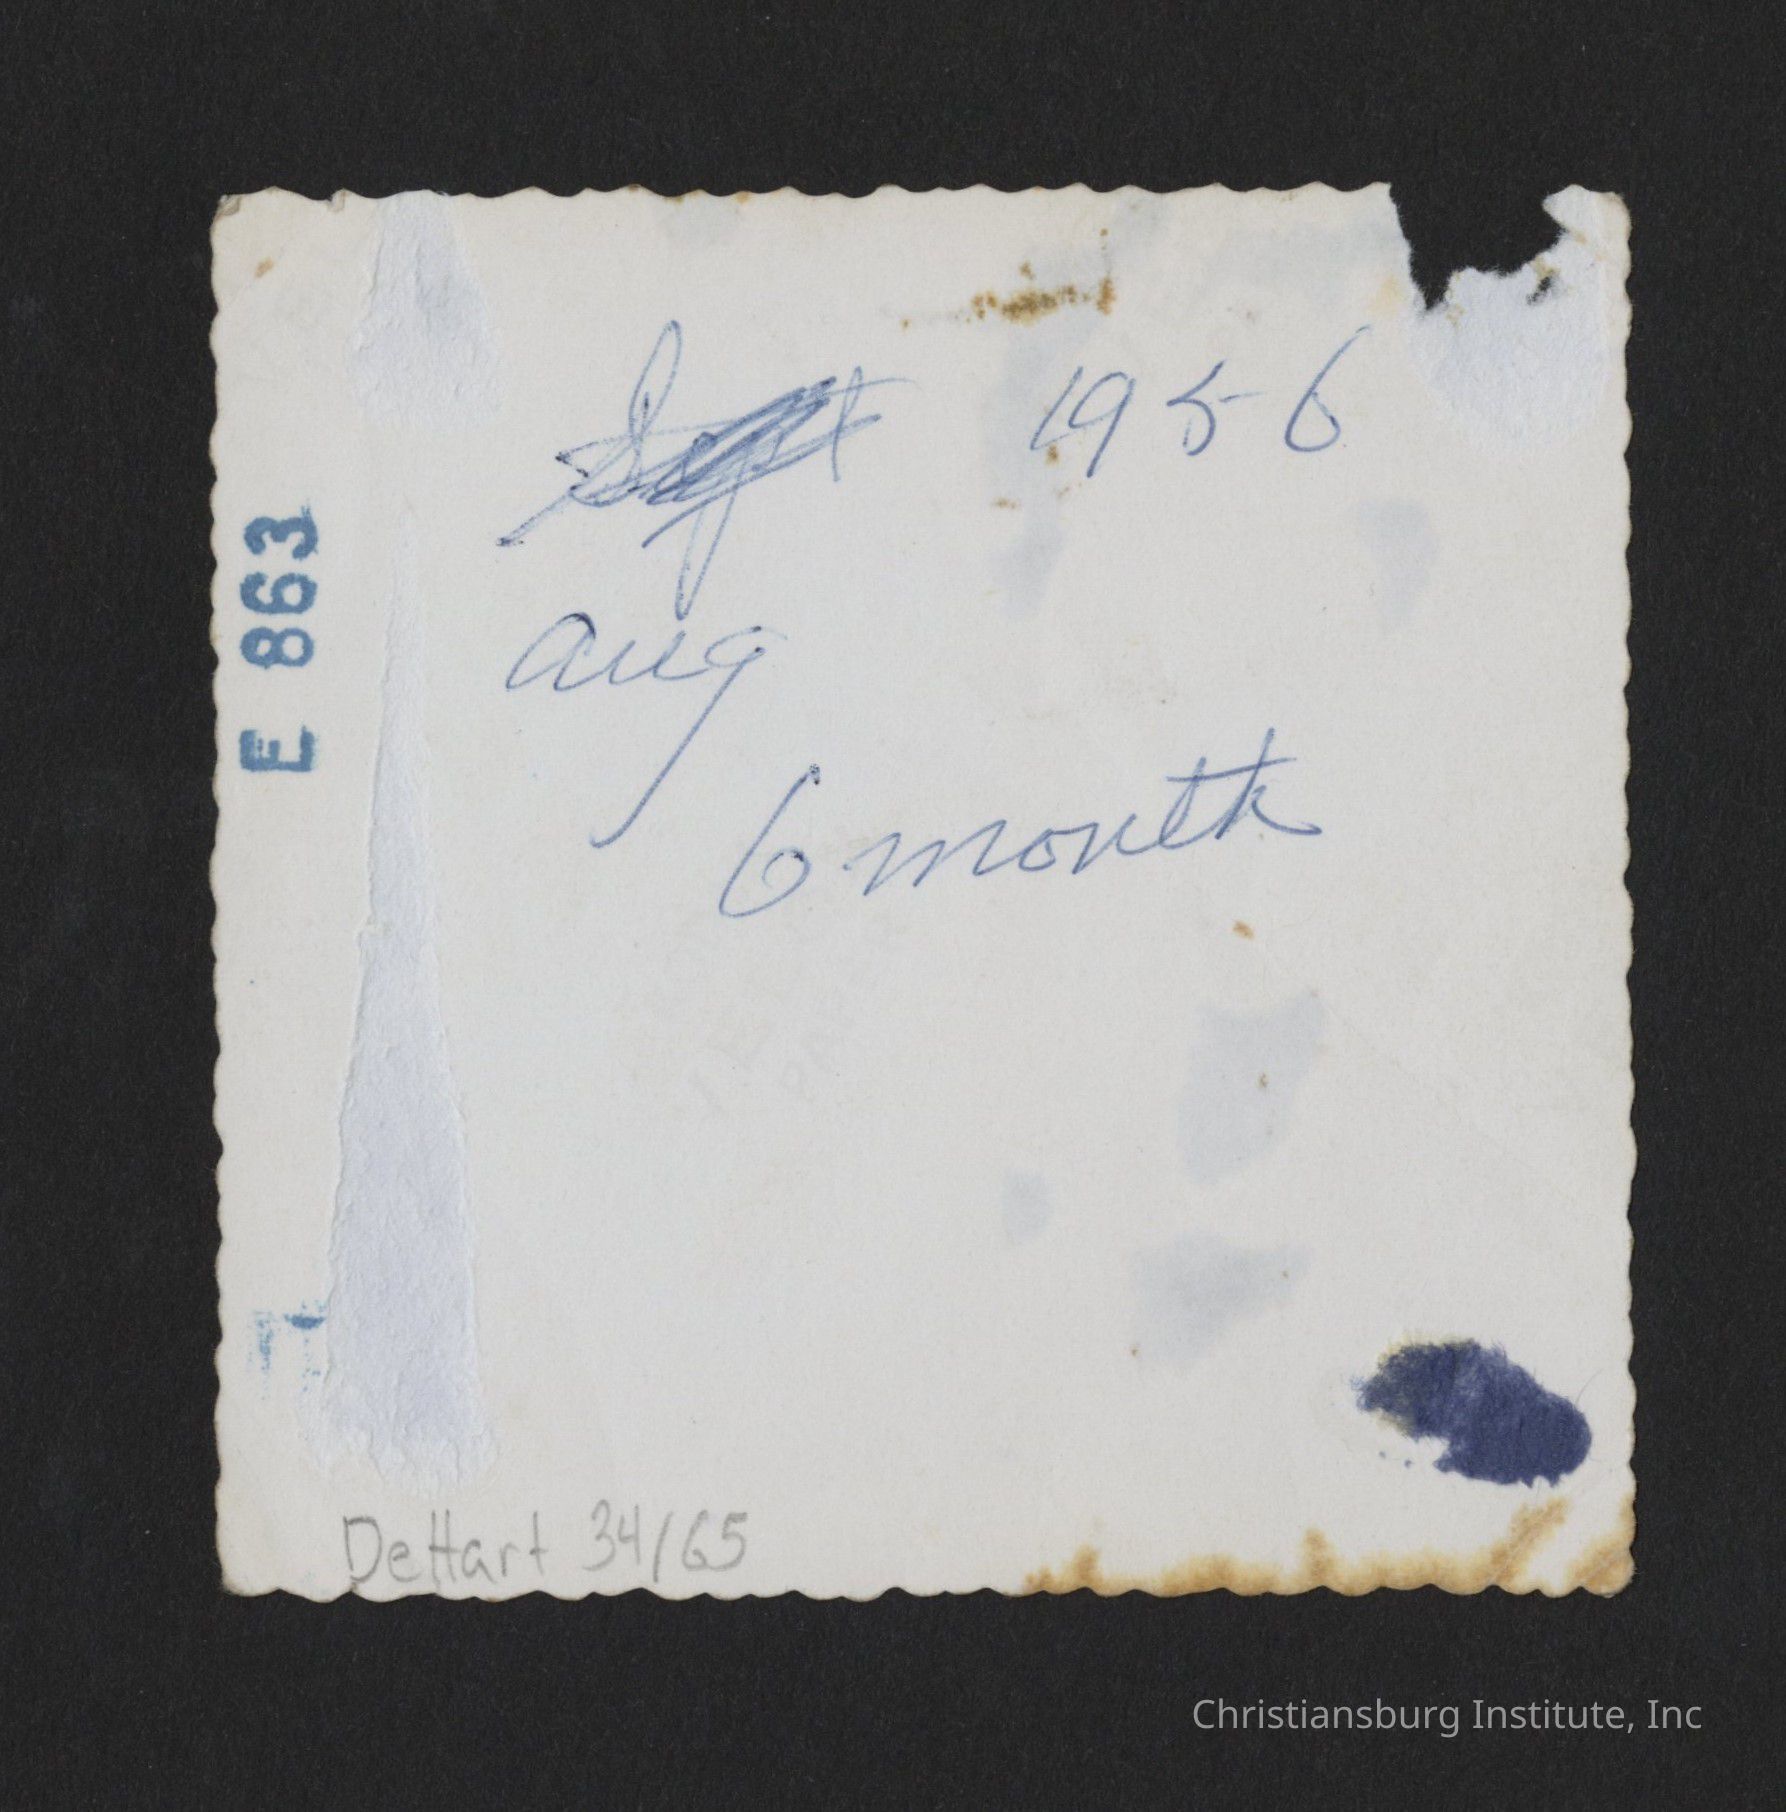 Sept 1956
aug
6 month
E 863
DeHart 34/65
Christiansburg Institute, Inc